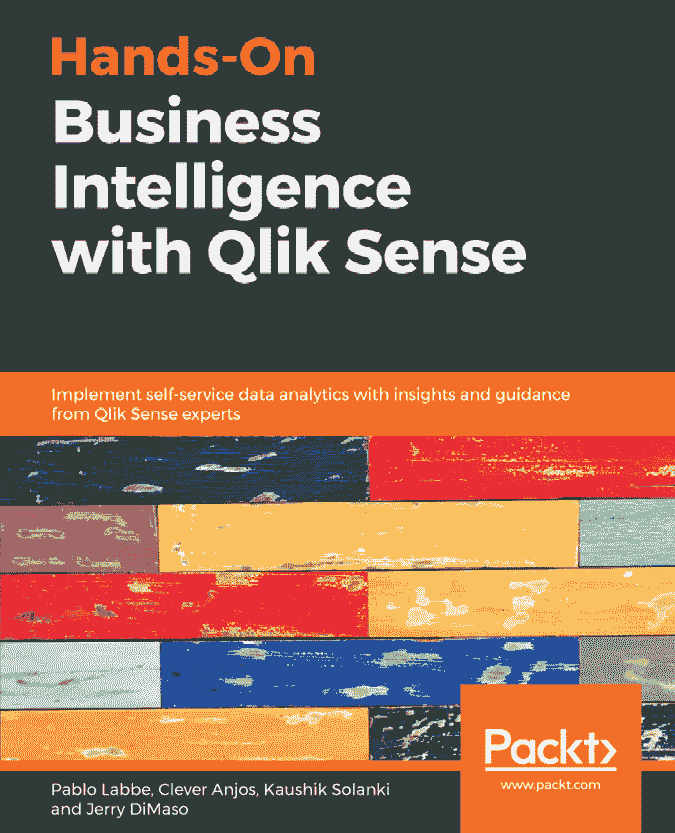 Hands-On
Business
Intelligence
with Qlik Sense
Implement self-service data analytics with insights and guidance
from Qlik Sense experts
Packt>
www.packt.com
Pablo Labbe, Clever Anjos, Kaushik Solanki
and Jerry DiMaso